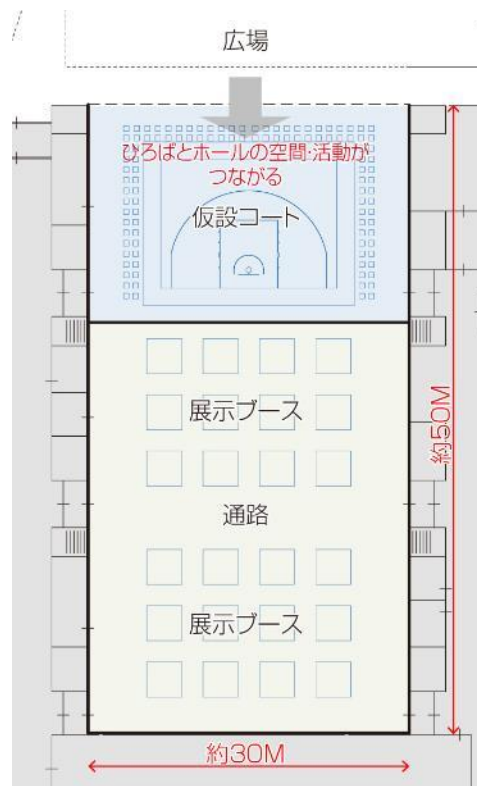 広場
ひろばとホールの空間・活動が
つながる
仮設コート
展示ブース
通路
展示ブース
約50M
約30M